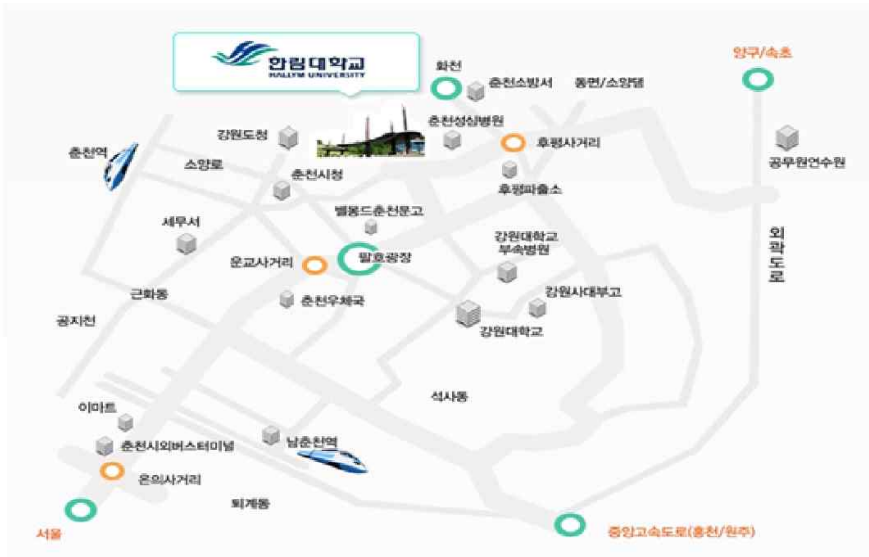 한림대학교
HALLYM UNIVERSITY
양구/속초
화천
춘천소방서
동면/소양댐
춘천성심병원
강원도청
후평사거리
춘천역
소양로
공무원연수원
춘천시청
후평파출소
벨몽드춘천문고
세무서
강원대학교
부속병원
외곽도로
운교사거리
팔호광장
근화동
춘천우체국
강원사대부고
공지천
강원대학교
석사동
이마트
춘천시외버스터미널
남춘천역
온의사거리
퇴계동
서울
중앙고속도로(홍천/원주)